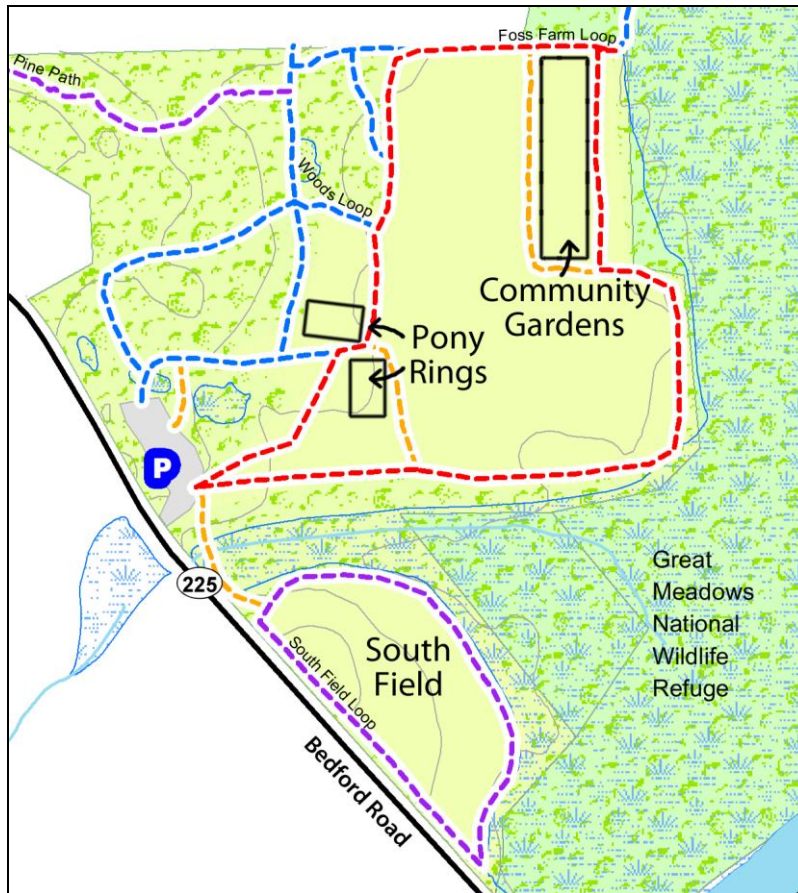 Foss Farm Loop
Pine Path
Woods Loop
Community
Gardens
Pony
Rings
P
225
Great
Meadows
National
Wildlife
Refuge
South
Field
South Field Loop
Bedford Road